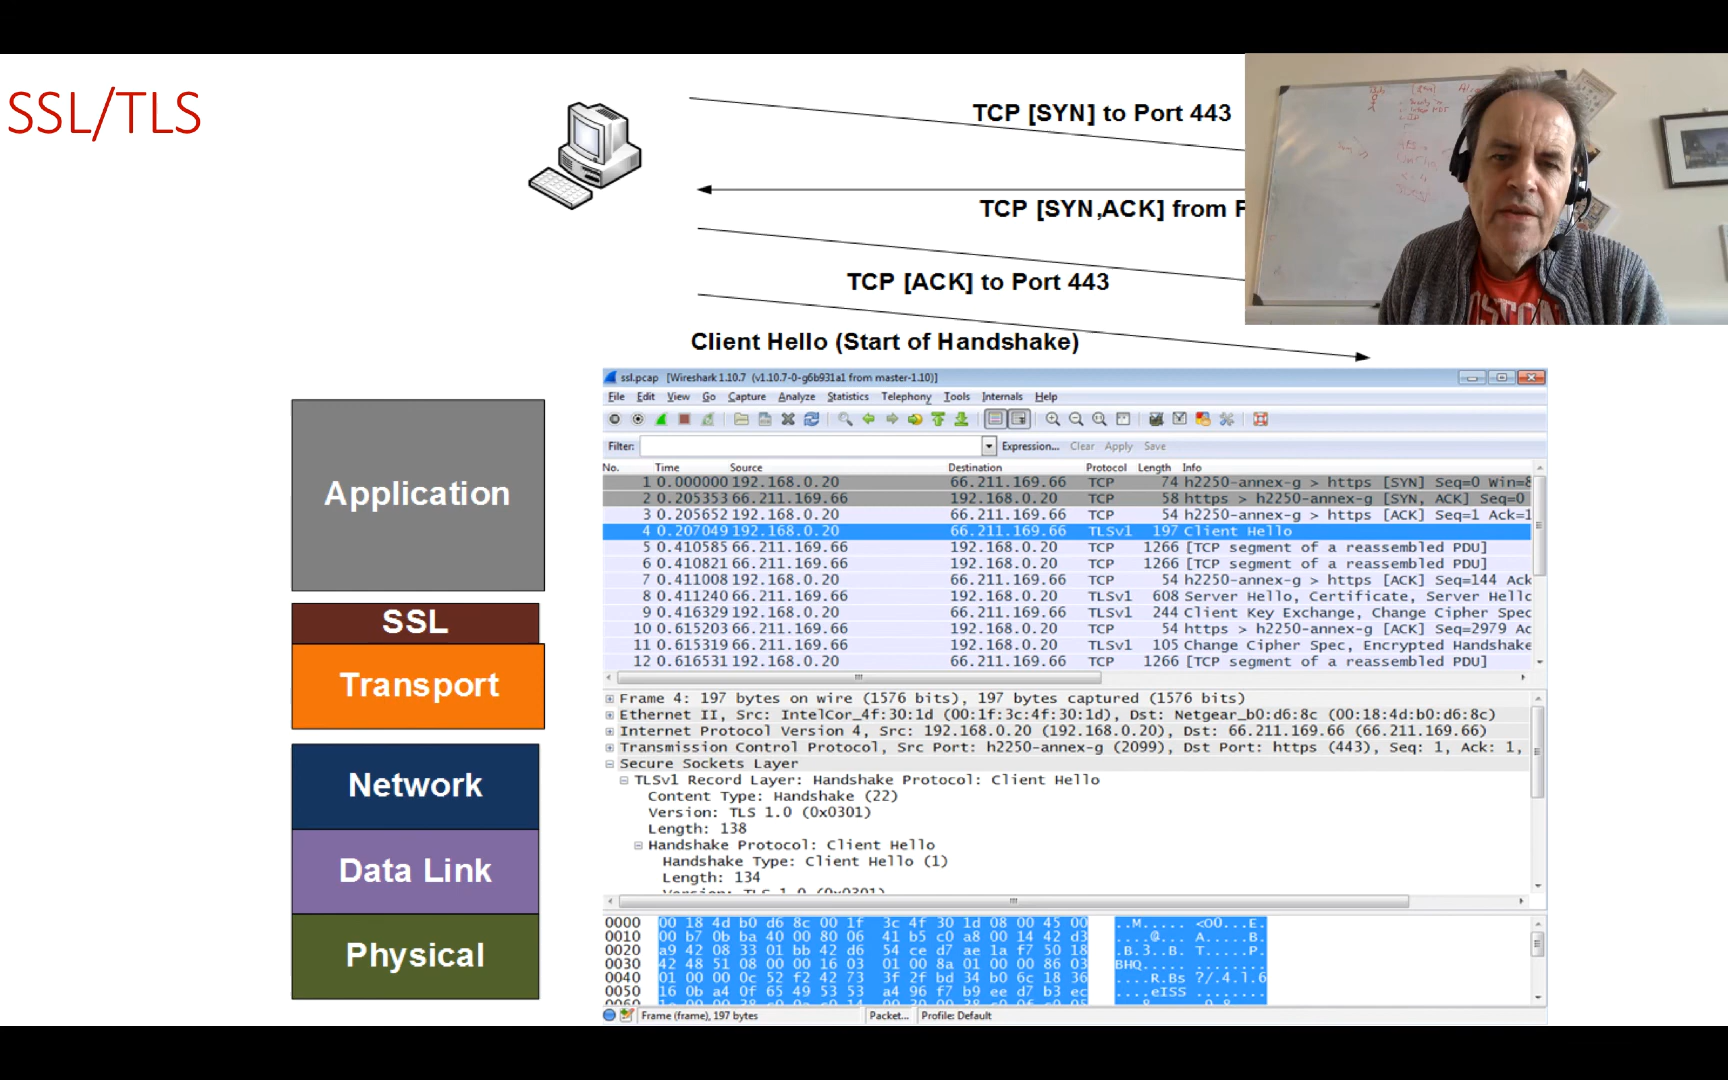 SSL/TLS
TCP [SYN] to Port 443
TCP [SYN,ACK] from
TCP [ACK] to Port 443
Client Hello (Start of Handshake)
Application
SSL
Transport
Network
Data Link
Physical
ssl.pcap [Wireshark 1.10.7 (v1.10.7-0-g6b931a1 from master-1.10)]
File Edit View Go Capture Analyze Statistics Telephony Tools Internals Help
Filter: Expression... Clear Apply Save
No. Time Source Destination Protocol Length Info
1 0.000000 192.168.0.20 66.211.169.66 TCP 74 h2250-annex-g > https [SYN] Seq=0 Win=8
2 0.205353 66.211.169.66 192.168.0.20 TCP 58 https > h2250-annex-g [SYN, ACK] Seq=0
3 0.205652 192.168.0.20 66.211.169.66 TCP 54 h2250-annex-g > https [ACK] Seq=1 Ack=1
4 0.207049 192.168.0.20 66.211.169.66 TLSv1 197 Client Hello
5 0.410585 66.211.169.66 192.168.0.20 TCP 1266 [TCP segment of a reassembled PDU]
6 0.410821 66.211.169.66 192.168.0.20 TCP 1266 [TCP segment of a reassembled PDU]
7 0.411008 192.168.0.20 66.211.169.66 TCP 54 h2250-annex-g > https [ACK] Seq=144 Ack
8 0.411240 66.211.169.66 192.168.0.20 TLSv1 608 Server Hello, Certificate, Server Hello
9 0.416329 192.168.0.20 66.211.169.66 TLSv1 244 Client Key Exchange, Change Cipher Spec
10 0.615203 66.211.169.66 192.168.0.20 TCP 54 https > h2250-annex-g [ACK] Seq=2979 Ac
11 0.615319 66.211.169.66 192.168.0.20 TLSv1 105 Change Cipher Spec, Encrypted Handshake
12 0.616531 192.168.0.20 66.211.169.66 TCP 1266 [TCP segment of a reassembled PDU]
Frame 4: 197 bytes on wire (1576 bits), 197 bytes captured (1576 bits)
Ethernet II, Src: IntelCor_4f:30:1d (00:1f:3c:4f:30:1d), Dst: Netgear_b0:d6:8c (00:18:4d:b0:d6:8c)
Internet Protocol Version 4, Src: 192.168.0.20 (192.168.0.20), Dst: 66.211.169.66 (66.211.169.66)
Transmission Control Protocol, Src Port: h2250-annex-g (2099), Dst Port: https (443), Seq: 1, Ack: 1,
Secure Sockets Layer
TLSv1 Record Layer: Handshake Protocol: Client Hello
Content Type: Handshake (22)
Version: TLS 1.0 (0x0301)
Length: 138
Handshake Protocol: Client Hello
Handshake Type: Client Hello (1)
Length: 134
Version: TLS 1.0 (0x0301)
0000 00 18 4d b0 d6 8c 00 1f 3c 4f 30 1d 08 00 45 00 ..M..... <O0...E.
0010 00 b7 0b ba 40 00 80 06 41 b5 c0 a8 00 14 42 d3 ....@... A.....B.
0020 a9 42 08 33 01 bb 42 d6 54 ce d7 ae 1a f7 50 18 .B.3..B. T.....P.
0030 42 48 51 08 00 00 16 03 01 00 8a 01 00 00 86 03 BHQ..... ........
0040 01 00 00 0c 52 f2 42 73 3f 2f bd 34 b0 6c 18 36 ....R.Bs ?/.4.l.6
0050 16 0b a4 0f 65 49 53 53 a4 96 f7 b9 ee d7 b3 ec ....eISS ........
Frame (frame), 197 bytes Packet... Profile: Default